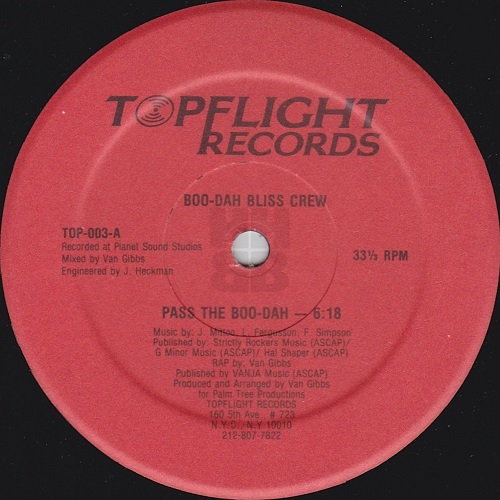 TOPFLIGHT
RECORDS
BOO-DAH BLISS CREW
TOP-003-A
Recorded at Planet Sound Studios
Mixed by Van Gibbs
Engineered by J. Heckman
33⅓ RPM
PASS THE BOO-DAH — 6:18
Music by: J. Mittoo, L. Fergusson, F. Simpson
Published by: Strictly Rockers Music (ASCAP)/
G Minor Music (ASCAP)/ Hal Shaper (ASCAP)
RAP by: Van Gibbs
Published by VANJA Music (ASCAP)
Produced and Arranged by Van Gibbs
for Palm Tree Productions
TOPFLIGHT RECORDS
160 5th Ave. # 723
N.Y.C., N.Y. 10010
212-807-7822